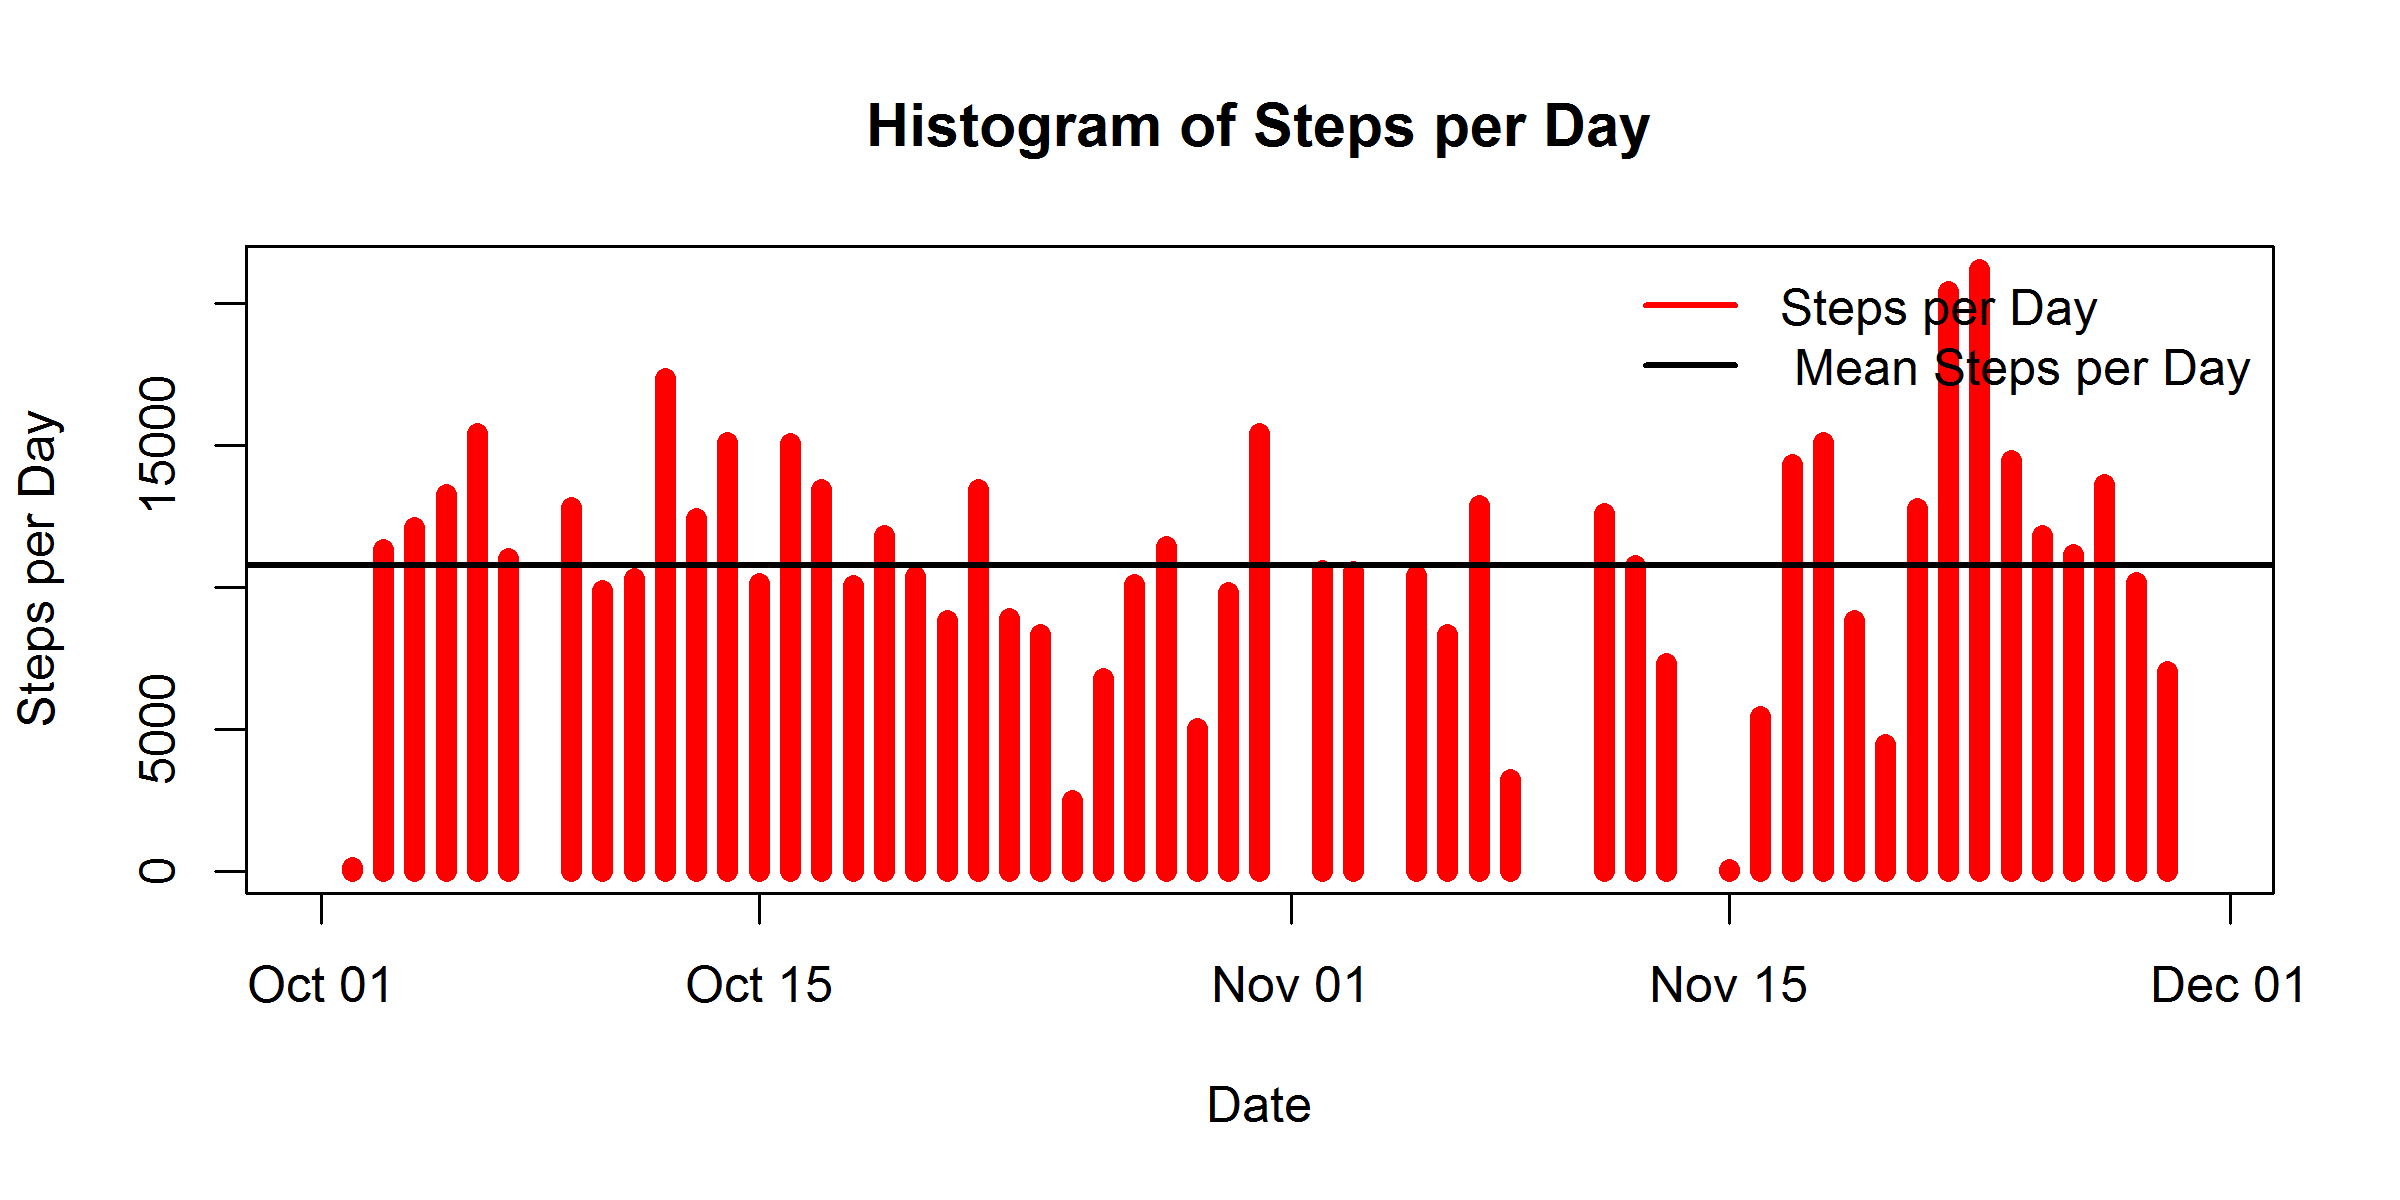 Histogram of Steps per Day
Steps per Day
Mean Steps per Day
Steps per Day
15000
5000
0
Oct 01
Oct 15
Nov 01
Nov 15
Dec 01
Date